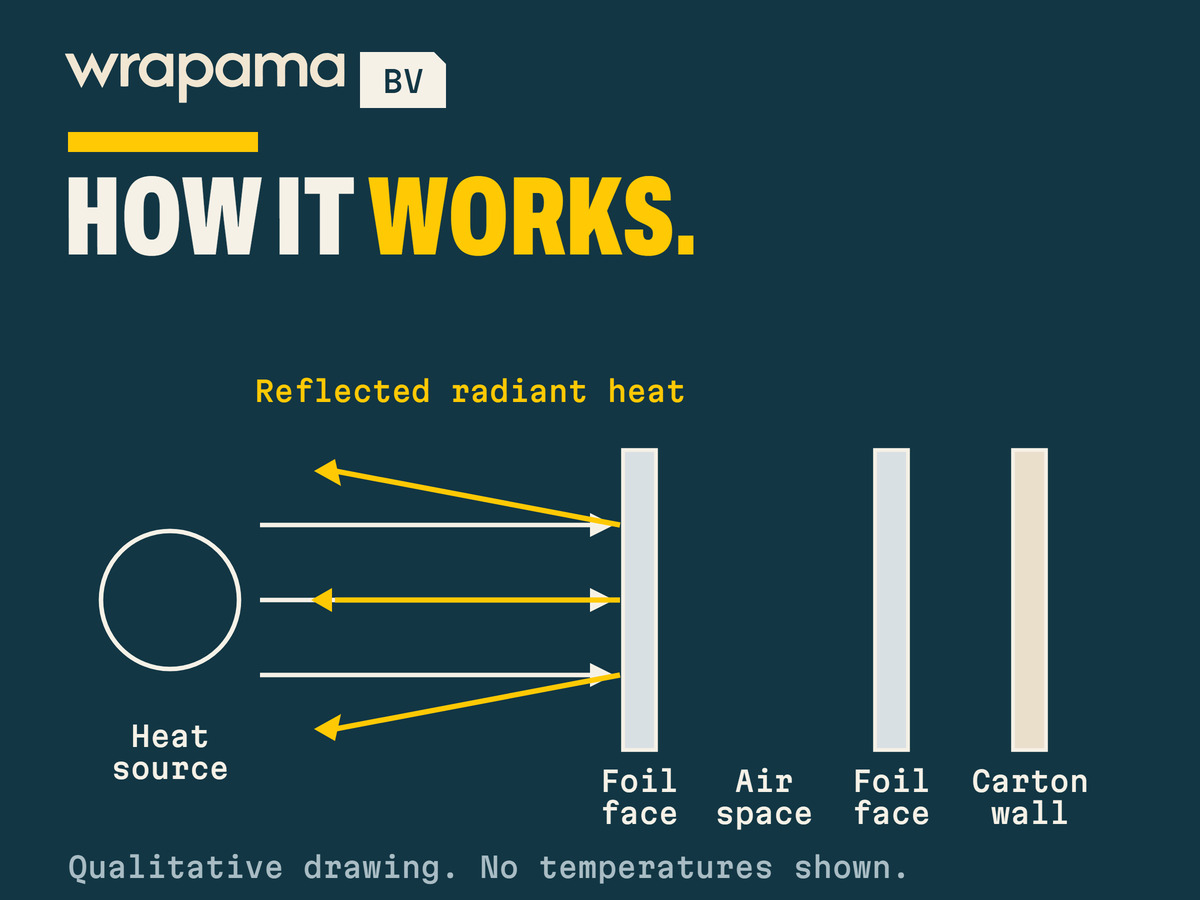 wrapama BV
HOW IT WORKS.
Reflected radiant heat
Heat
source
Foil
face
Air
space
Foil
face
Carton
wall
Qualitative drawing. No temperatures shown.